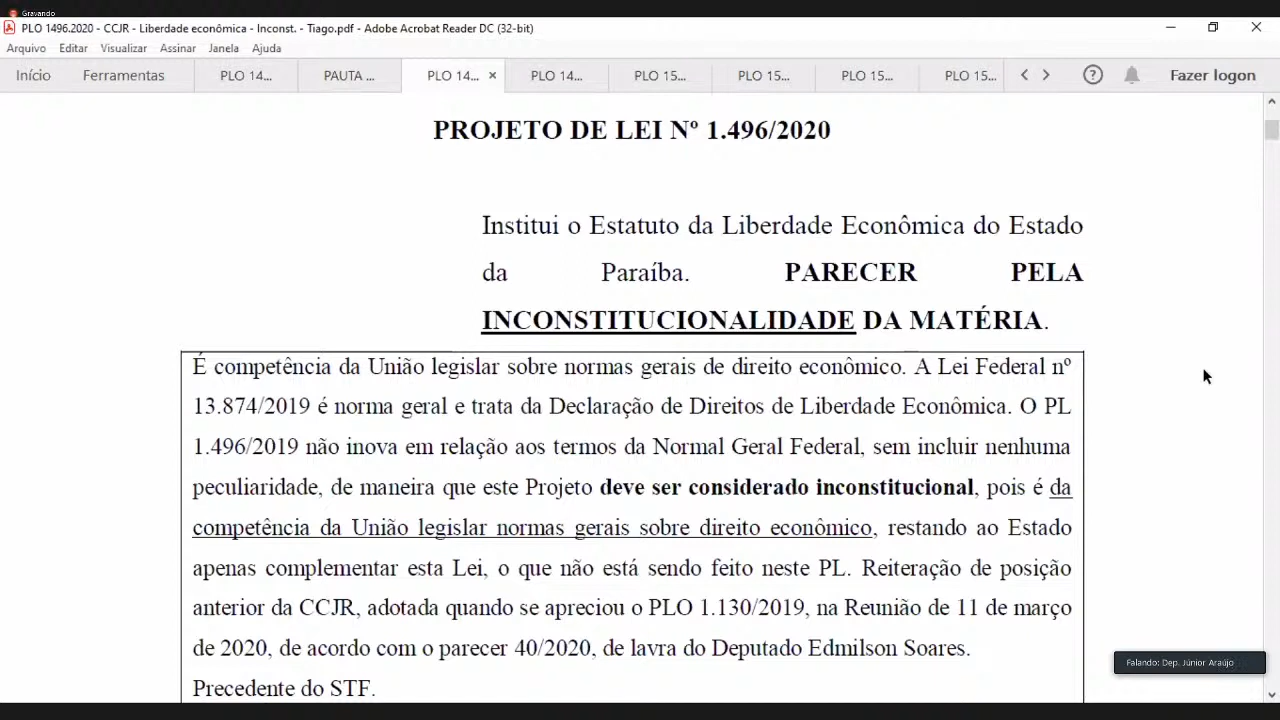 Gravando
PLO 1496.2020 - CCJR - Liberdade econômica - Inconst. - Tiago.pdf - Adobe Acrobat Reader DC (32-bit)
Arquivo Editar Visualizar Assinar Janela Ajuda
Início Ferramentas PLO 14... PAUTA ... PLO 14... × PLO 14... PLO 15... PLO 15... PLO 15... PLO 15... Fazer logon
PROJETO DE LEI Nº 1.496/2020
Institui o Estatuto da Liberdade Econômica do Estado
da Paraíba. PARECER PELA
INCONSTITUCIONALIDADE DA MATÉRIA.
É competência da União legislar sobre normas gerais de direito econômico. A Lei Federal nº
13.874/2019 é norma geral e trata da Declaração de Direitos de Liberdade Econômica. O PL
1.496/2019 não inova em relação aos termos da Normal Geral Federal, sem incluir nenhuma
peculiaridade, de maneira que este Projeto deve ser considerado inconstitucional, pois é da
competência da União legislar normas gerais sobre direito econômico, restando ao Estado
apenas complementar esta Lei, o que não está sendo feito neste PL. Reiteração de posição
anterior da CCJR, adotada quando se apreciou o PLO 1.130/2019, na Reunião de 11 de março
de 2020, de acordo com o parecer 40/2020, de lavra do Deputado Edmilson Soares.
Precedente do STF.
Falando: Dep. Júnior Araújo